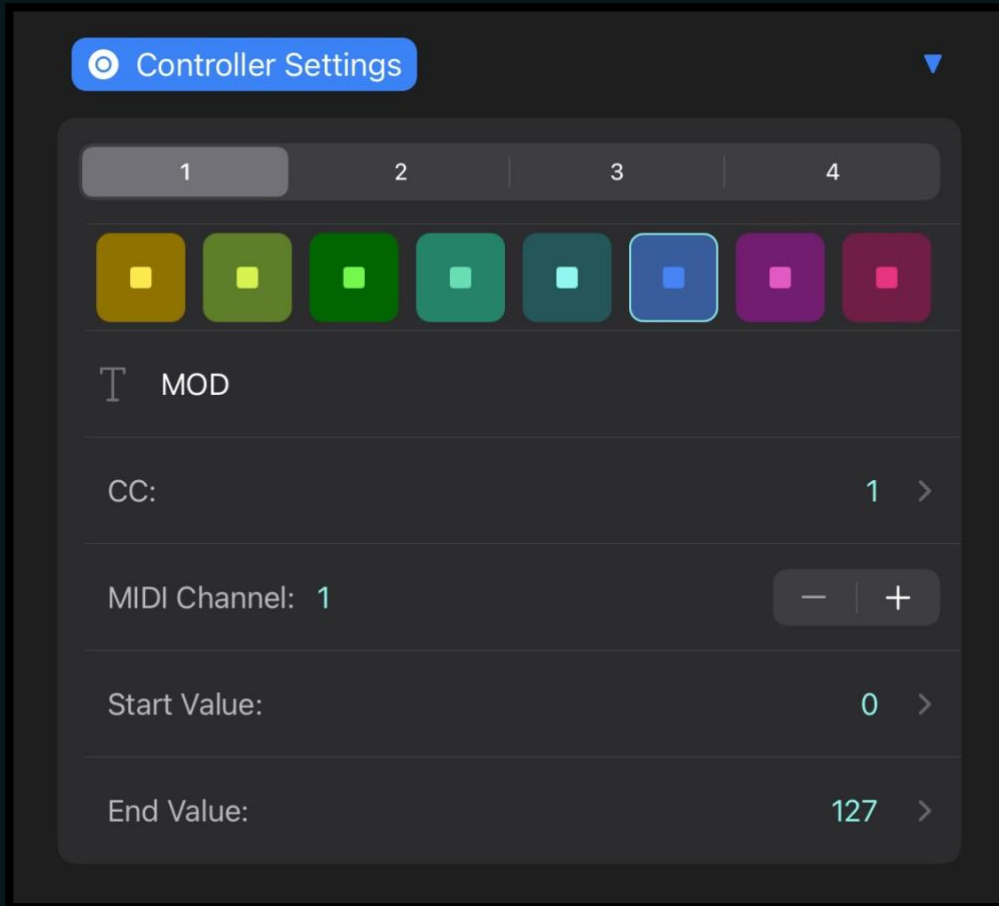 Controller Settings
1 2 3 4
MOD
CC: 1
MIDI Channel: 1 − +
Start Value: 0
End Value: 127